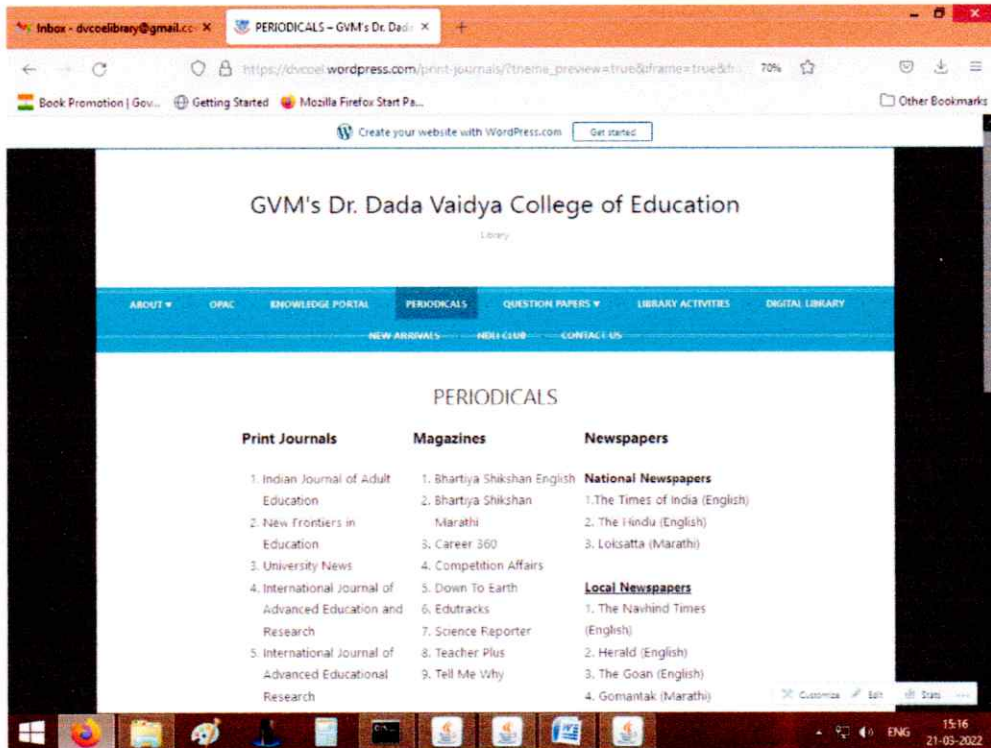 Inbox - dvcoelibrary@gmail.co
PERIODICALS – GVM's Dr. Dada
https://dvcoel.wordpress.com/print-journals/?theme_preview=true&iframe=true&fr
70%
Book Promotion | Gov...
Getting Started
Mozilla Firefox Start Pa...
Other Bookmarks
Create your website with WordPress.com
Get started
GVM's Dr. Dada Vaidya College of Education
Library
ABOUT OPAC KNOWLEDGE PORTAL PERIODICALS QUESTION PAPERS LIBRARY ACTIVITIES DIGITAL LIBRARY
NEW ARRIVALS NDLI CLUB CONTACT US
PERIODICALS
Print Journals
1. Indian Journal of Adult
Education
2. New Frontiers in
Education
3. University News
4. International Journal of
Advanced Education and
Research
5. International Journal of
Advanced Educational
Research
Magazines
1. Bhartiya Shikshan English
2. Bhartiya Shikshan
Marathi
3. Career 360
4. Competition Affairs
5. Down To Earth
6. Edutracks
7. Science Reporter
8. Teacher Plus
9. Tell Me Why
Newspapers
National Newspapers
1.The Times of India (English)
2. The Hindu (English)
3. Loksatta (Marathi)
Local Newspapers
1. The Navhind Times
(English)
2. Herald (English)
3. The Goan (English)
4. Gomantak (Marathi)
Customize Edit Stats ...
ENG
15:16
21-03-2022